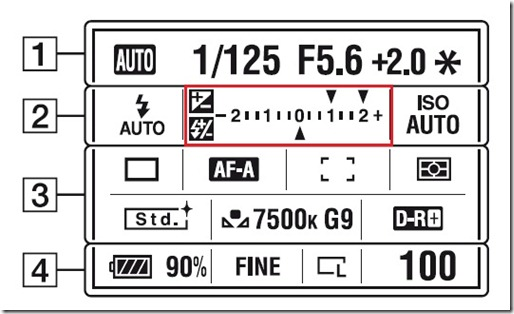 1 AUTO 1/125 F5.6 +2.0 *
2 AUTO - 2 1 0 1 2 + ISO AUTO
3 AF-A
Std. 7500K G9 D-R+
4 90% FINE L 100